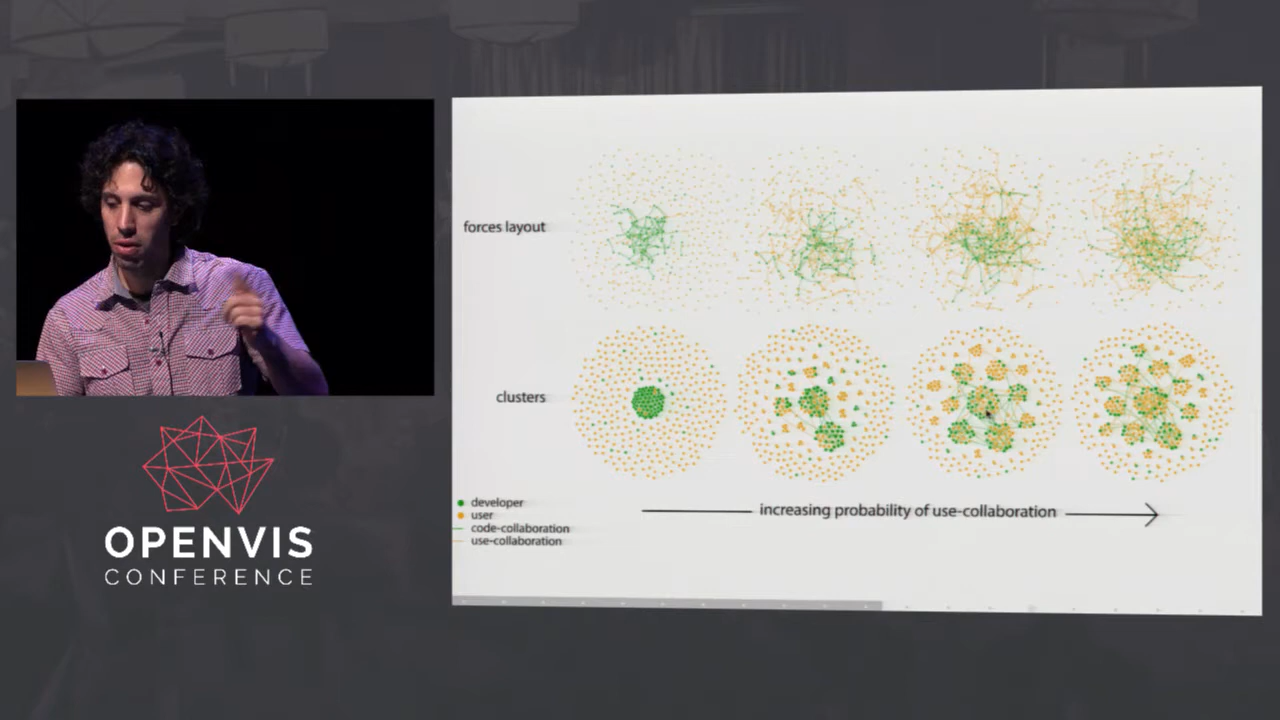 forces layout
clusters
developer
user
code-collaboration
use-collaboration
increasing probability of use-collaboration
OPENVIS
CONFERENCE